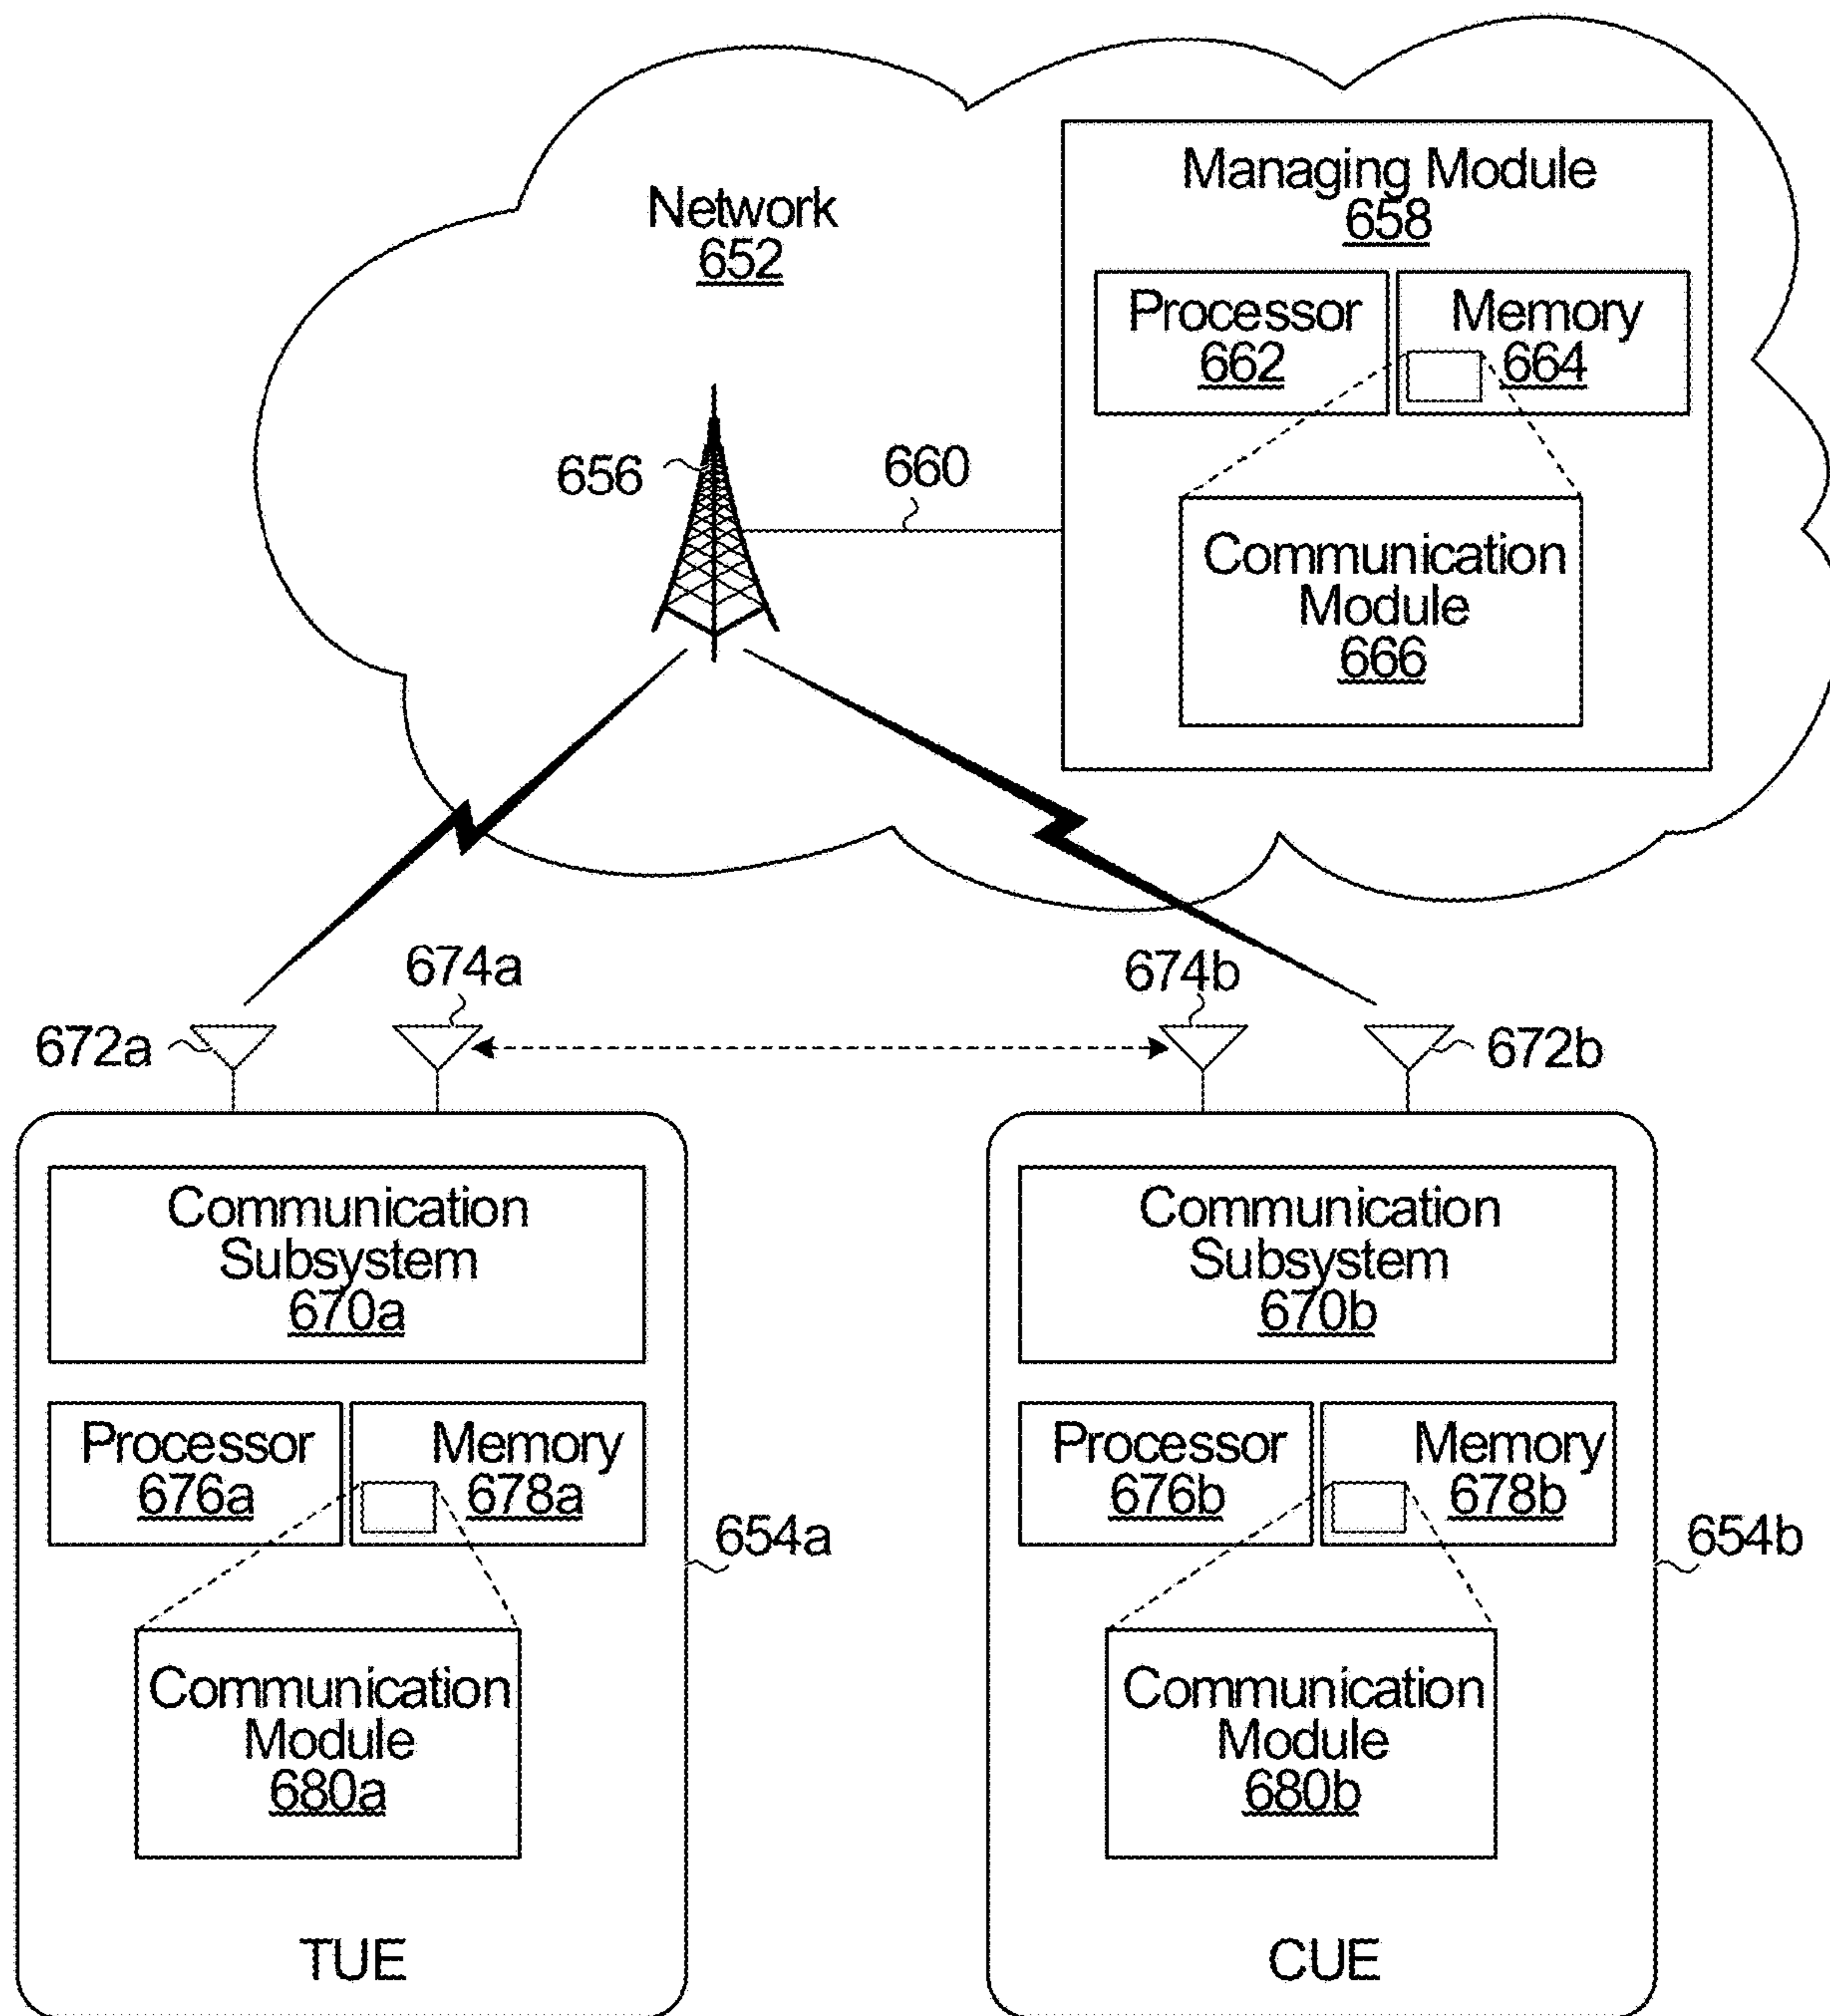 Network
652
Managing Module
658
Processor
662
Memory
664
656
660
Communication
Module
666
674a
674b
672a
672b
Communication
Subsystem
670a
Processor
676a
Memory
678a
654a
Communication
Module
680a
TUE
Communication
Subsystem
670b
Processor
676b
Memory
678b
654b
Communication
Module
680b
CUE